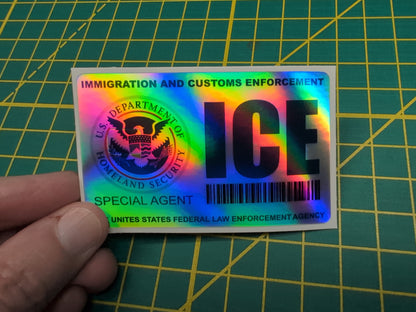 IMMIGRATION AND CUSTOMS ENFORCEMENT
U.S. DEPARTMENT OF
HOMELAND SECURITY
ICE
SPECIAL AGENT
UNITES STATES FEDERAL LAW ENFORCEMENT AGENCY